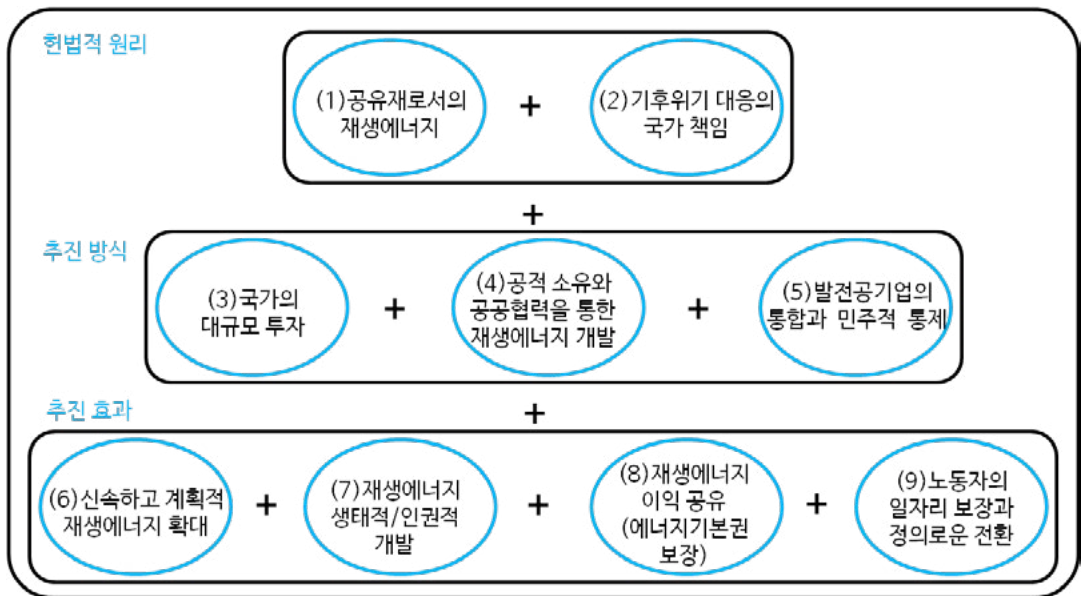 헌법적 원리
(1)공유재로서의
재생에너지
+
(2)기후위기 대응의
국가 책임
+
추진 방식
(3)국가의
대규모 투자
+
(4)공적 소유와
공공협력을 통한
재생에너지 개발
+
(5)발전공기업의
통합과 민주적 통제
+
추진 효과
(6)신속하고 계획적
재생에너지 확대
+
(7)재생에너지
생태적/인권적
개발
+
(8)재생에너지
이익 공유
(에너지기본권
보장)
+
(9)노동자의
일자리 보장과
정의로운 전환